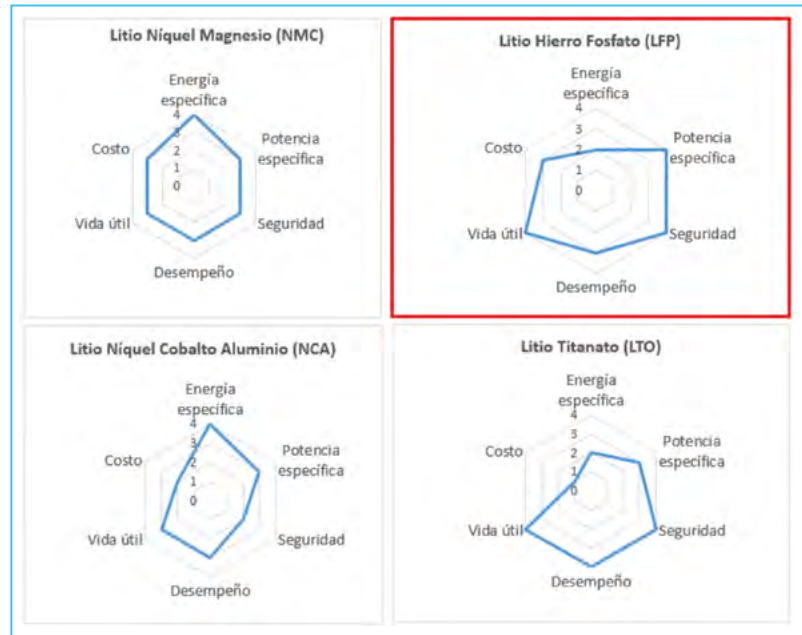 Litio Níquel Magnesio (NMC)
Energía
específica
4
3
2
1
0
Potencia
específica
Seguridad
Desempeño
Vida útil
Costo
Litio Hierro Fosfato (LFP)
Energía
específica
4
3
2
1
0
Potencia
específica
Seguridad
Desempeño
Vida útil
Costo
Litio Níquel Cobalto Aluminio (NCA)
Energía
específica
4
3
2
1
0
Potencia
específica
Seguridad
Desempeño
Vida útil
Costo
Litio Titanato (LTO)
Energía
específica
4
3
2
1
0
Potencia
específica
Seguridad
Desempeño
Vida útil
Costo